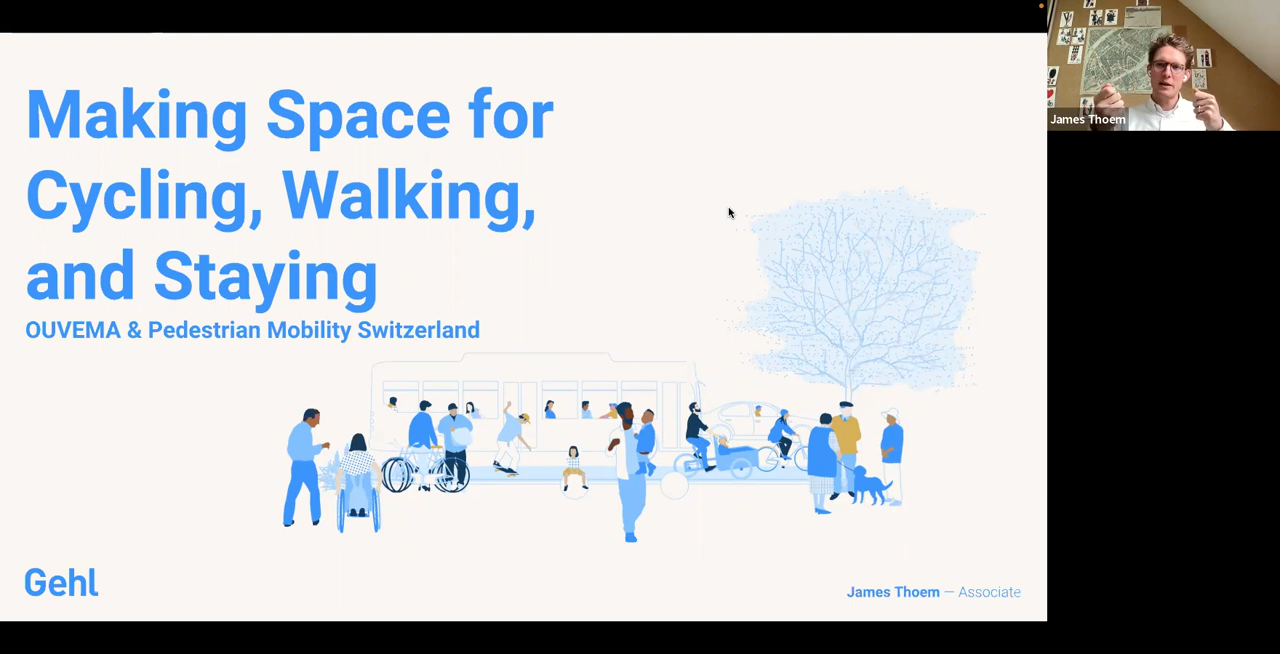 Making Space for
Cycling, Walking,
and Staying
OUVEMA & Pedestrian Mobility Switzerland
Gehl
James Thoem — Associate
James Thoem